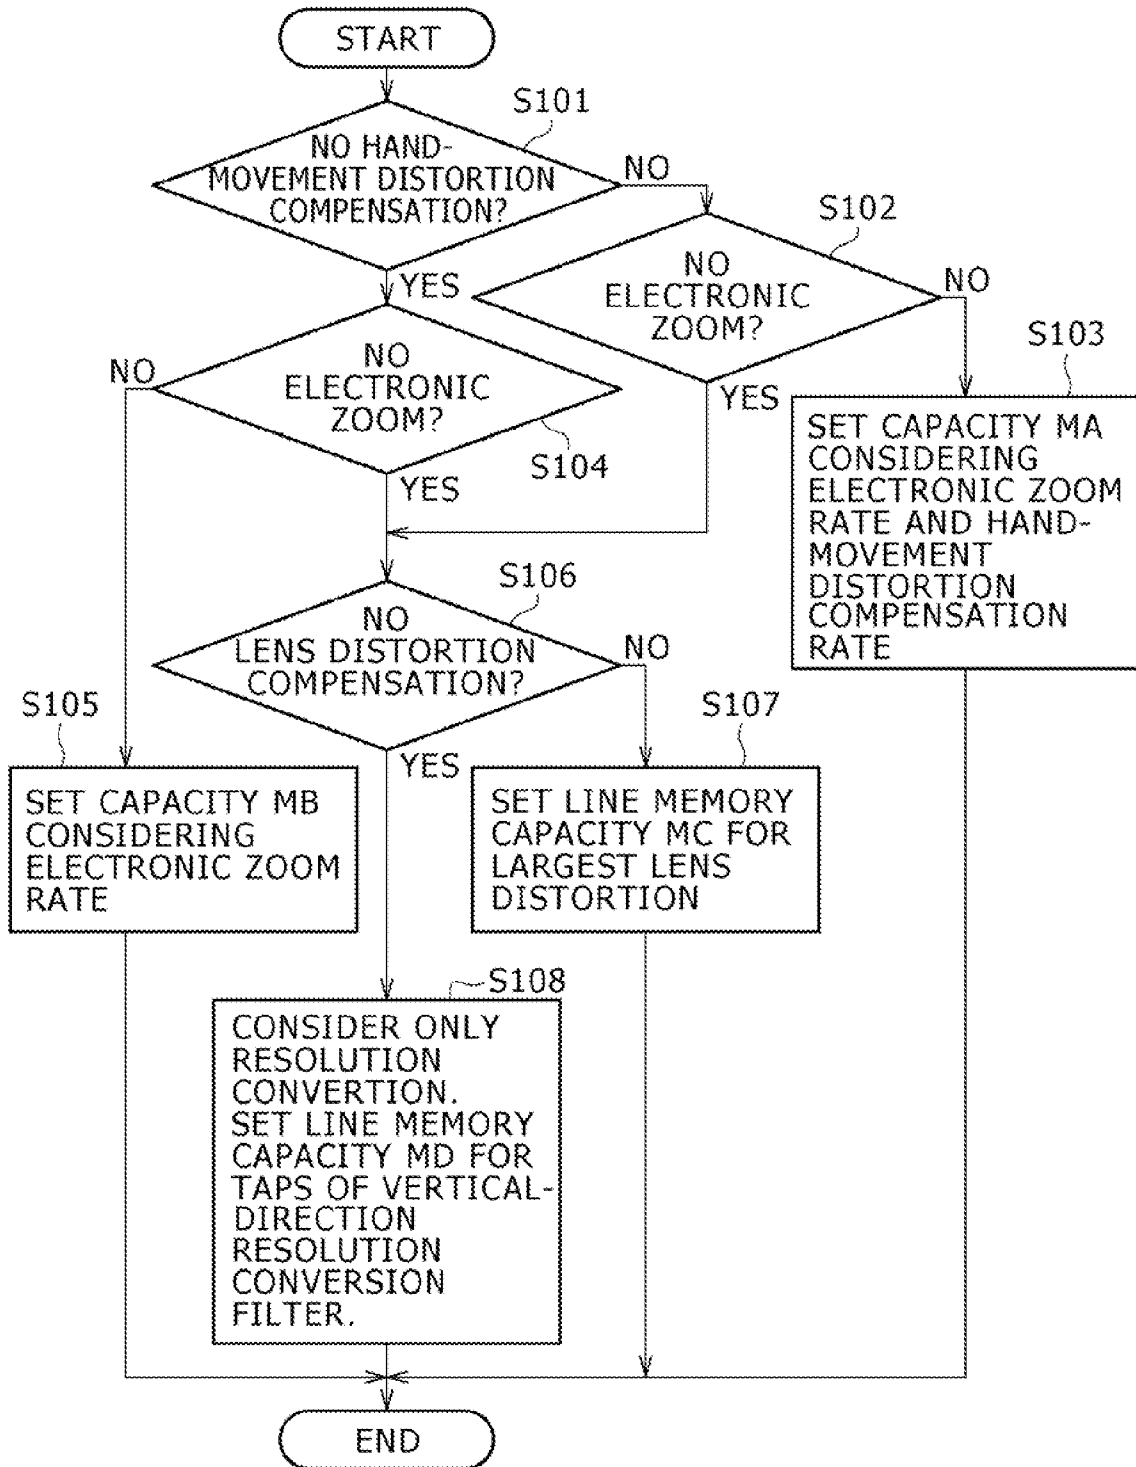 START
S101
NO HAND-
MOVEMENT DISTORTION
COMPENSATION?
NO
YES
S102
NO
ELECTRONIC
ZOOM?
NO
YES
S103
SET CAPACITY MA
CONSIDERING
ELECTRONIC ZOOM
RATE AND HAND-
MOVEMENT
DISTORTION
COMPENSATION
RATE
NO
NO
ELECTRONIC
ZOOM?
S104
YES
S106
NO
LENS DISTORTION
COMPENSATION?
NO
YES
S105
SET CAPACITY MB
CONSIDERING
ELECTRONIC ZOOM
RATE
S107
SET LINE MEMORY
CAPACITY MC FOR
LARGEST LENS
DISTORTION
S108
CONSIDER ONLY
RESOLUTION
CONVERTION.
SET LINE MEMORY
CAPACITY MD FOR
TAPS OF VERTICAL-
DIRECTION
RESOLUTION
CONVERSION
FILTER.
END